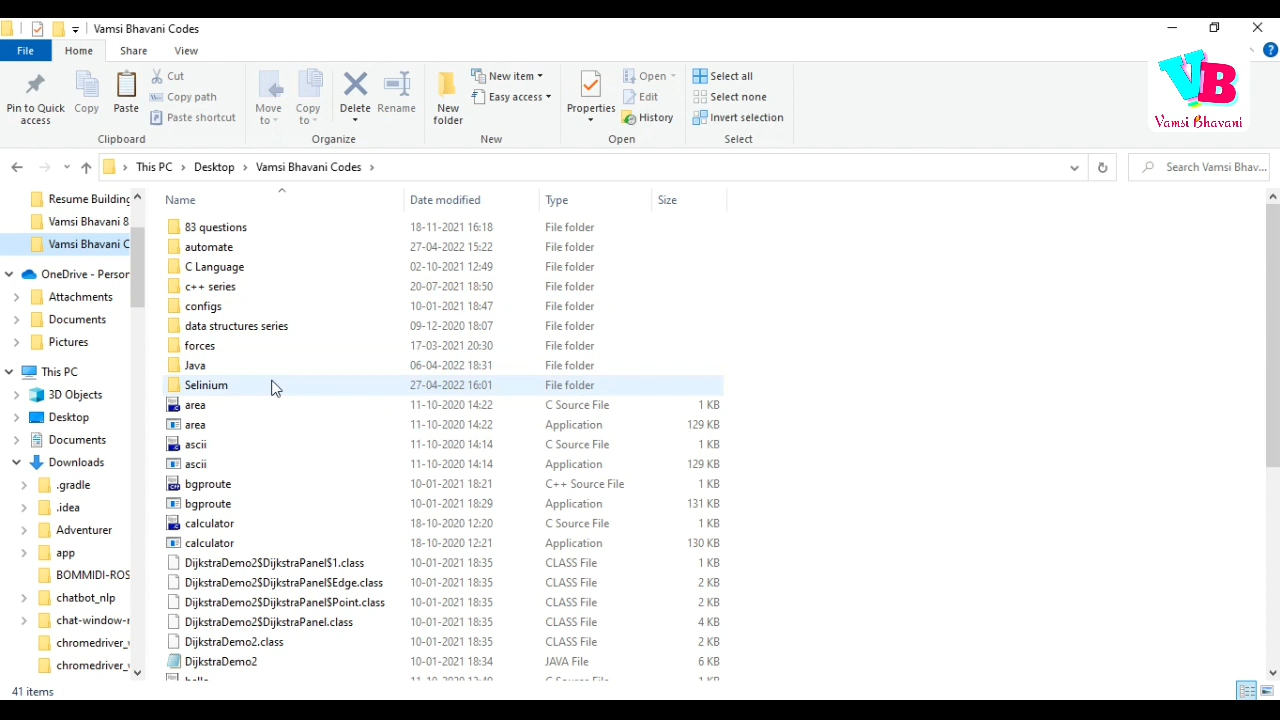 Vamsi Bhavani Codes
File Home Share View
Pin to Quick access
Copy
Paste
Cut
Copy path
Paste shortcut
Clipboard
Move to
Copy to
Delete
Rename
Organize
New folder
New item
Easy access
New
Properties
Open
Edit
History
Open
Select all
Select none
Invert selection
Select
VB
Vamsi Bhavani
This PC Desktop Vamsi Bhavani Codes
Search Vamsi Bhav...
Resume Building
Vamsi Bhavani 8
Vamsi Bhavani C
OneDrive - Person
Attachments
Documents
Pictures
This PC
3D Objects
Desktop
Documents
Downloads
.gradle
.idea
Adventurer
app
BOMMIDI-ROS
chatbot_nlp
chat-window-r
chromedriver_
chromedriver_
Name Date modified Type Size
83 questions 18-11-2021 16:18 File folder
automate 27-04-2022 15:22 File folder
C Language 02-10-2021 12:49 File folder
c++ series 20-07-2021 18:50 File folder
configs 10-01-2021 18:47 File folder
data structures series 09-12-2020 18:07 File folder
forces 17-03-2021 20:30 File folder
Java 06-04-2022 18:31 File folder
Selinium 27-04-2022 16:01 File folder
area 11-10-2020 14:22 C Source File 1 KB
area 11-10-2020 14:22 Application 129 KB
ascii 11-10-2020 14:14 C Source File 1 KB
ascii 11-10-2020 14:14 Application 129 KB
bgproute 10-01-2021 18:21 C++ Source File 1 KB
bgproute 10-01-2021 18:29 Application 131 KB
calculator 18-10-2020 12:20 C Source File 1 KB
calculator 18-10-2020 12:21 Application 130 KB
DijkstraDemo2$DijkstraPanel$1.class 10-01-2021 18:35 CLASS File 1 KB
DijkstraDemo2$DijkstraPanel$Edge.class 10-01-2021 18:35 CLASS File 2 KB
DijkstraDemo2$DijkstraPanel$Point.class 10-01-2021 18:35 CLASS File 2 KB
DijkstraDemo2$DijkstraPanel.class 10-01-2021 18:35 CLASS File 4 KB
DijkstraDemo2.class 10-01-2021 18:35 CLASS File 2 KB
DijkstraDemo2 10-01-2021 18:34 JAVA File 6 KB
41 items